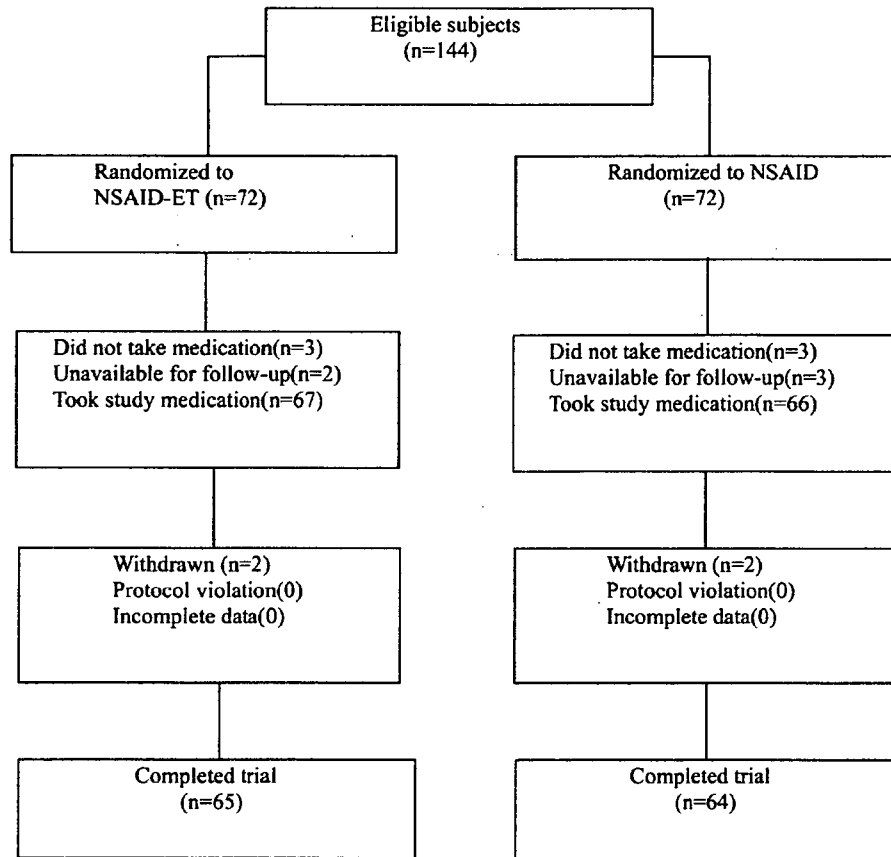 Eligible subjects
(n=144)
Randomized to
NSAID-ET (n=72)
Randomized to NSAID
(n=72)
Did not take medication(n=3)
Unavailable for follow-up(n=2)
Took study medication(n=67)
Did not take medication(n=3)
Unavailable for follow-up(n=3)
Took study medication(n=66)
Withdrawn (n=2)
Protocol violation(0)
Incomplete data(0)
Withdrawn (n=2)
Protocol violation(0)
Incomplete data(0)
Completed trial
(n=65)
Completed trial
(n=64)